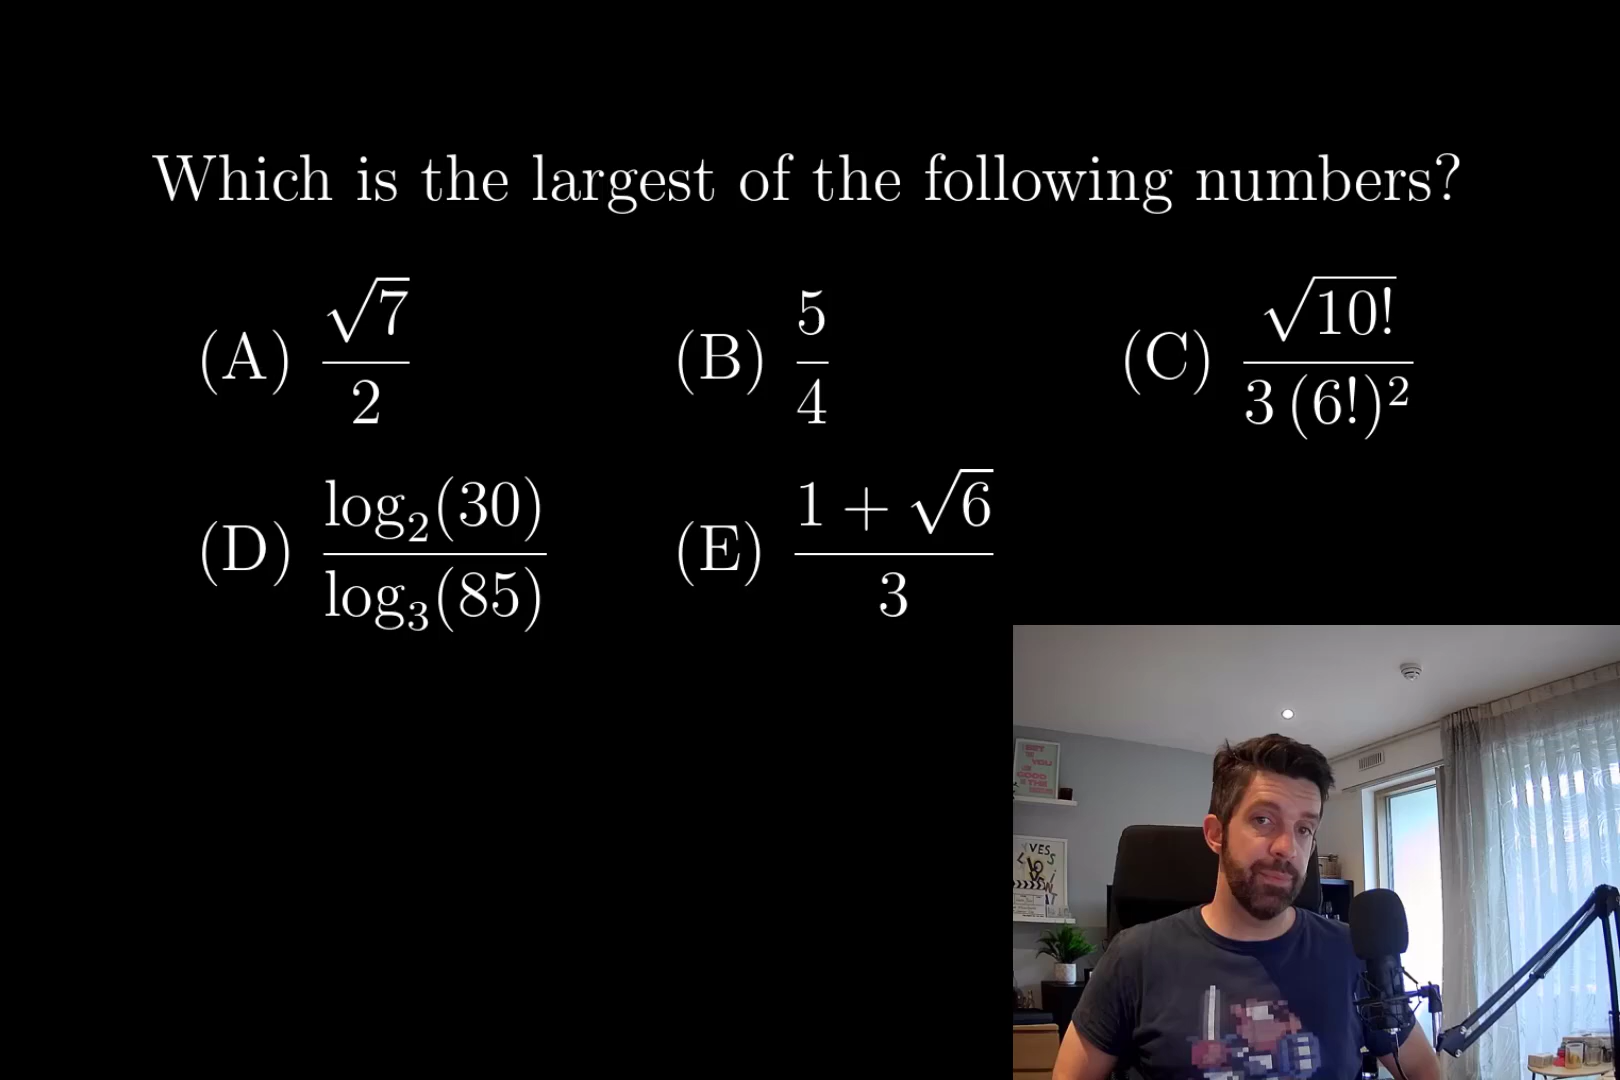 Which is the largest of the following numbers?
(A) √7/2 (B) 5/4 (C) √10!/3 (6!)²
(D) log₂(30)/log₃(85) (E) 1 + √6/3